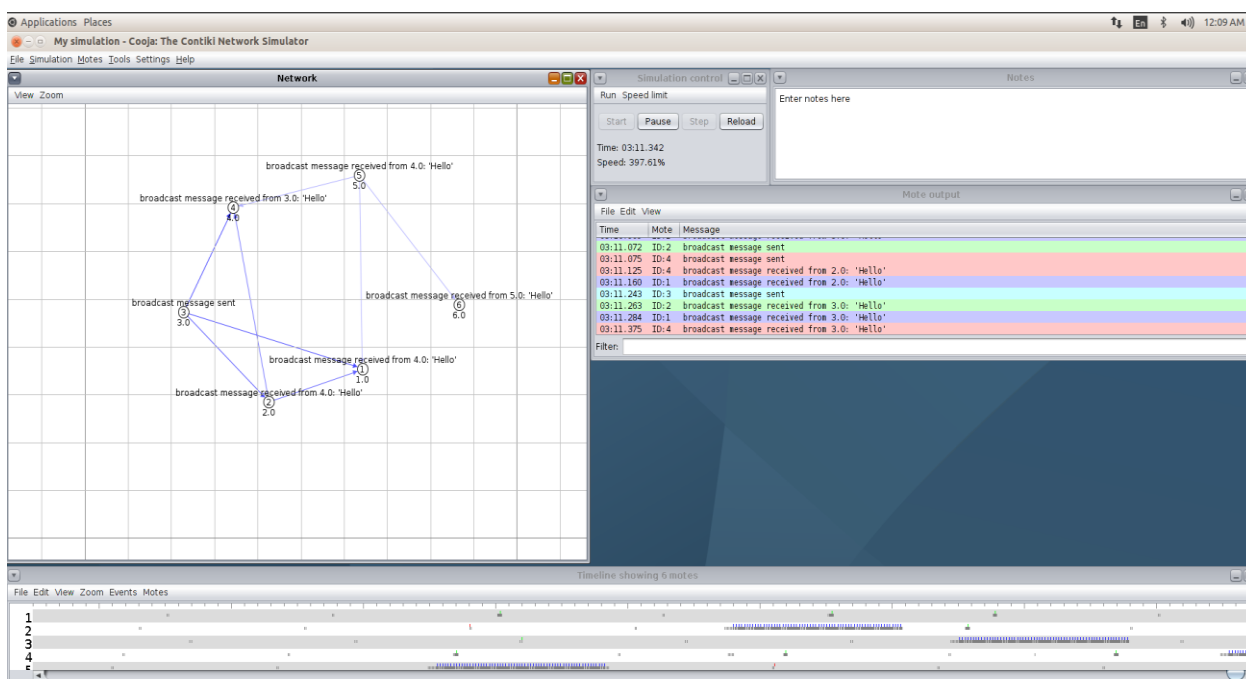 Applications Places
En 12:09 AM
My simulation - Cooja: The Contiki Network Simulator
File Simulation Motes Tools Settings Help
Network
View Zoom
broadcast message received from 4.0: 'Hello'
5
5.0
broadcast message received from 3.0: 'Hello'
4
4.0
broadcast message received from 5.0: 'Hello'
6
6.0
broadcast message sent
3
3.0
broadcast message received from 4.0: 'Hello'
1
1.0
broadcast message received from 4.0: 'Hello'
2
2.0
Simulation control
Run Speed limit
Start Pause Step Reload
Time: 03:11.342
Speed: 397.61%
Notes
Enter notes here
Mote output
File Edit View
Time Mote Message
03:11.072 ID:2 broadcast message sent
03:11.075 ID:4 broadcast message sent
03:11.125 ID:4 broadcast message received from 2.0: 'Hello'
03:11.160 ID:1 broadcast message received from 2.0: 'Hello'
03:11.243 ID:3 broadcast message sent
03:11.263 ID:2 broadcast message received from 3.0: 'Hello'
03:11.284 ID:1 broadcast message received from 3.0: 'Hello'
03:11.375 ID:4 broadcast message received from 3.0: 'Hello'
Filter:
Timeline showing 6 motes
File Edit View Zoom Events Motes
1
2
3
4